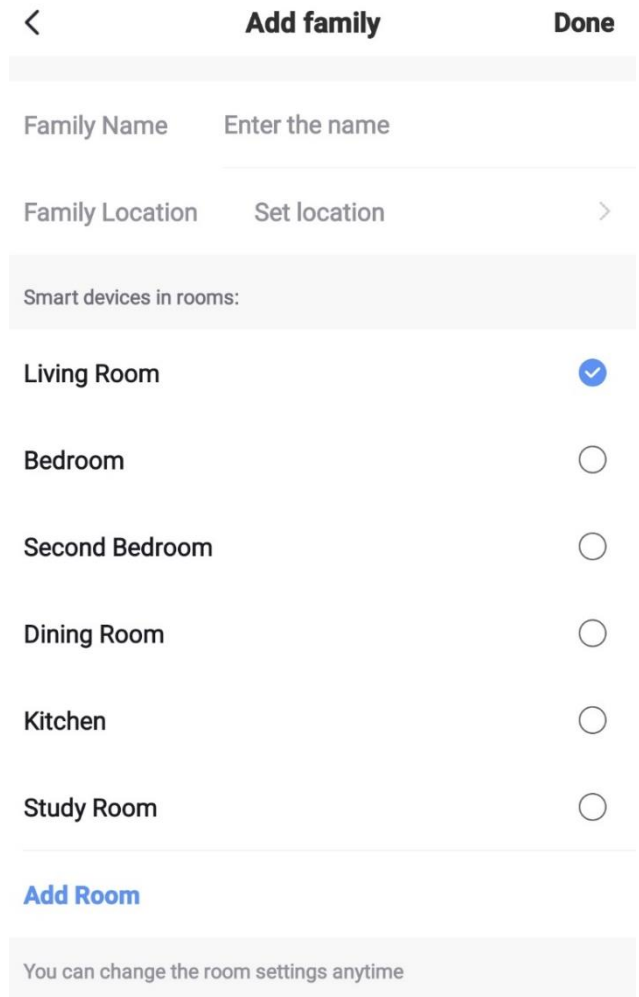 Add family
Done
Family Name
Enter the name
Family Location
Set location
Smart devices in rooms:
Living Room
Bedroom
Second Bedroom
Dining Room
Kitchen
Study Room
Add Room
You can change the room settings anytime